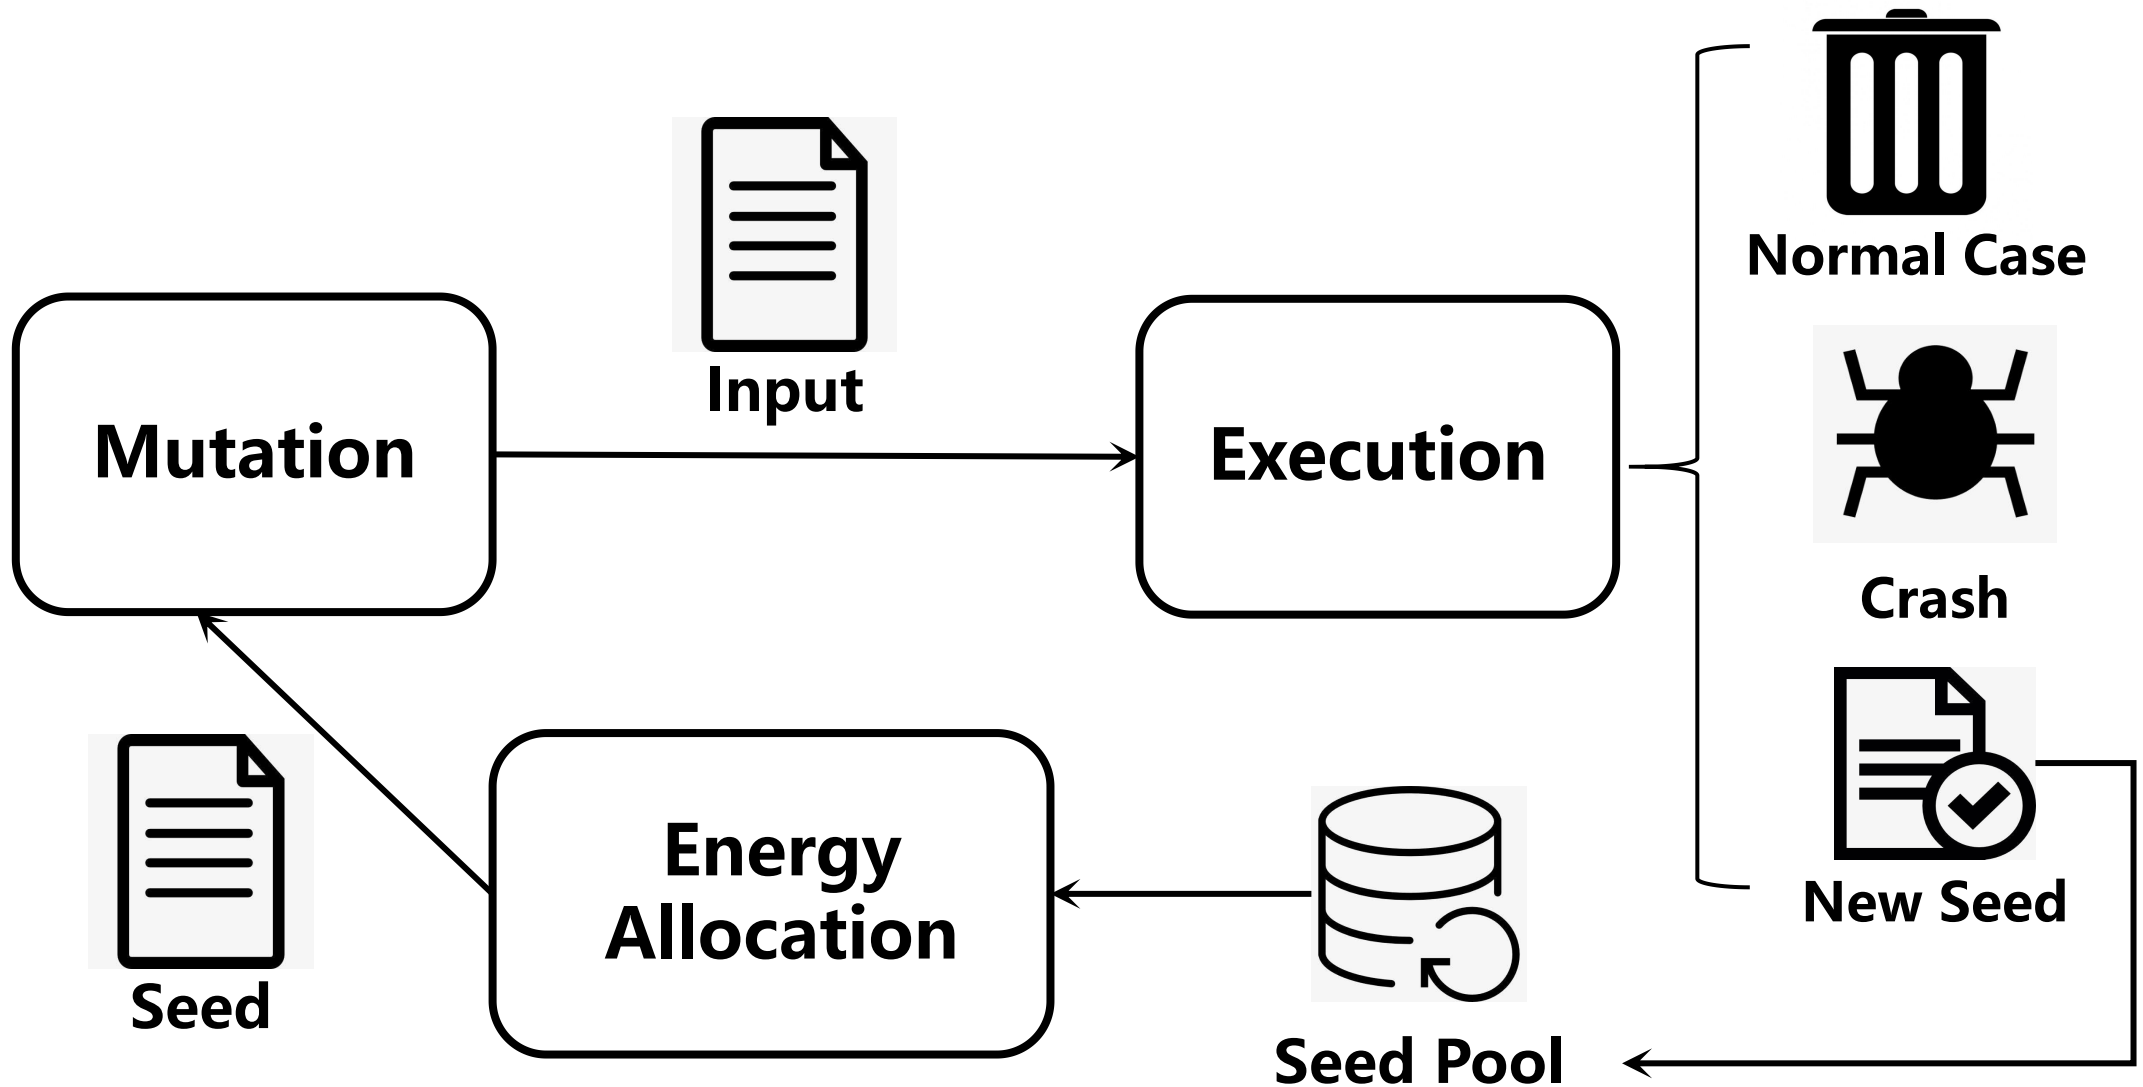 Normal Case
Input
Mutation
Execution
Crash
Energy
Allocation
New Seed
Seed
Seed Pool